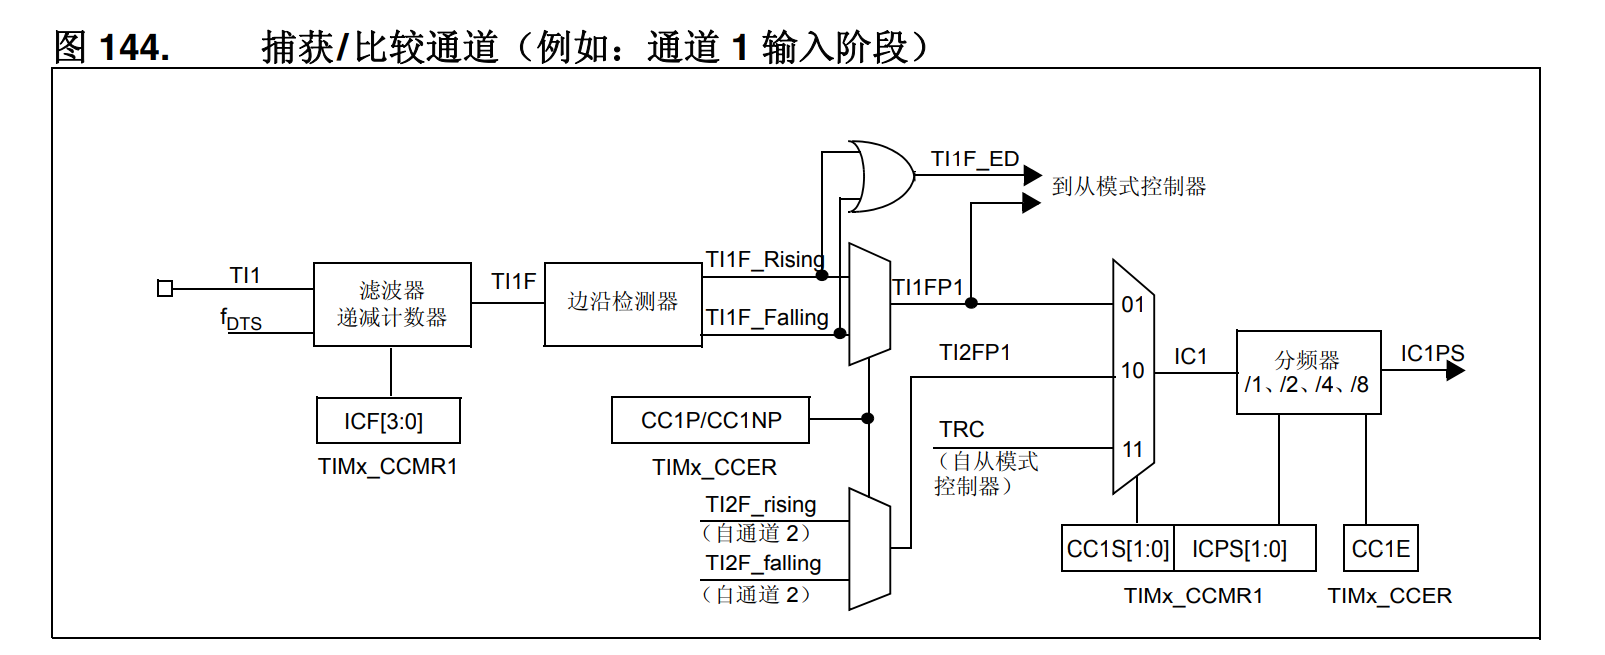 图 144. 捕获/比较通道（例如：通道 1 输入阶段）
TI1F_ED
到从模式控制器
TI1F_Rising
TI1
TI1F
TI1FP1
滤波器
递减计数器
边沿检测器
01
fDTS
TI1F_Falling
TI2FP1
IC1
IC1PS
分频器
/1、/2、/4、/8
10
ICF[3:0]
CC1P/CC1NP
TRC
11
（自从模式
控制器）
TIMx_CCMR1
TIMx_CCER
TI2F_rising
（自通道 2）
CC1S[1:0]
ICPS[1:0]
CC1E
TI2F_falling
（自通道 2）
TIMx_CCMR1
TIMx_CCER